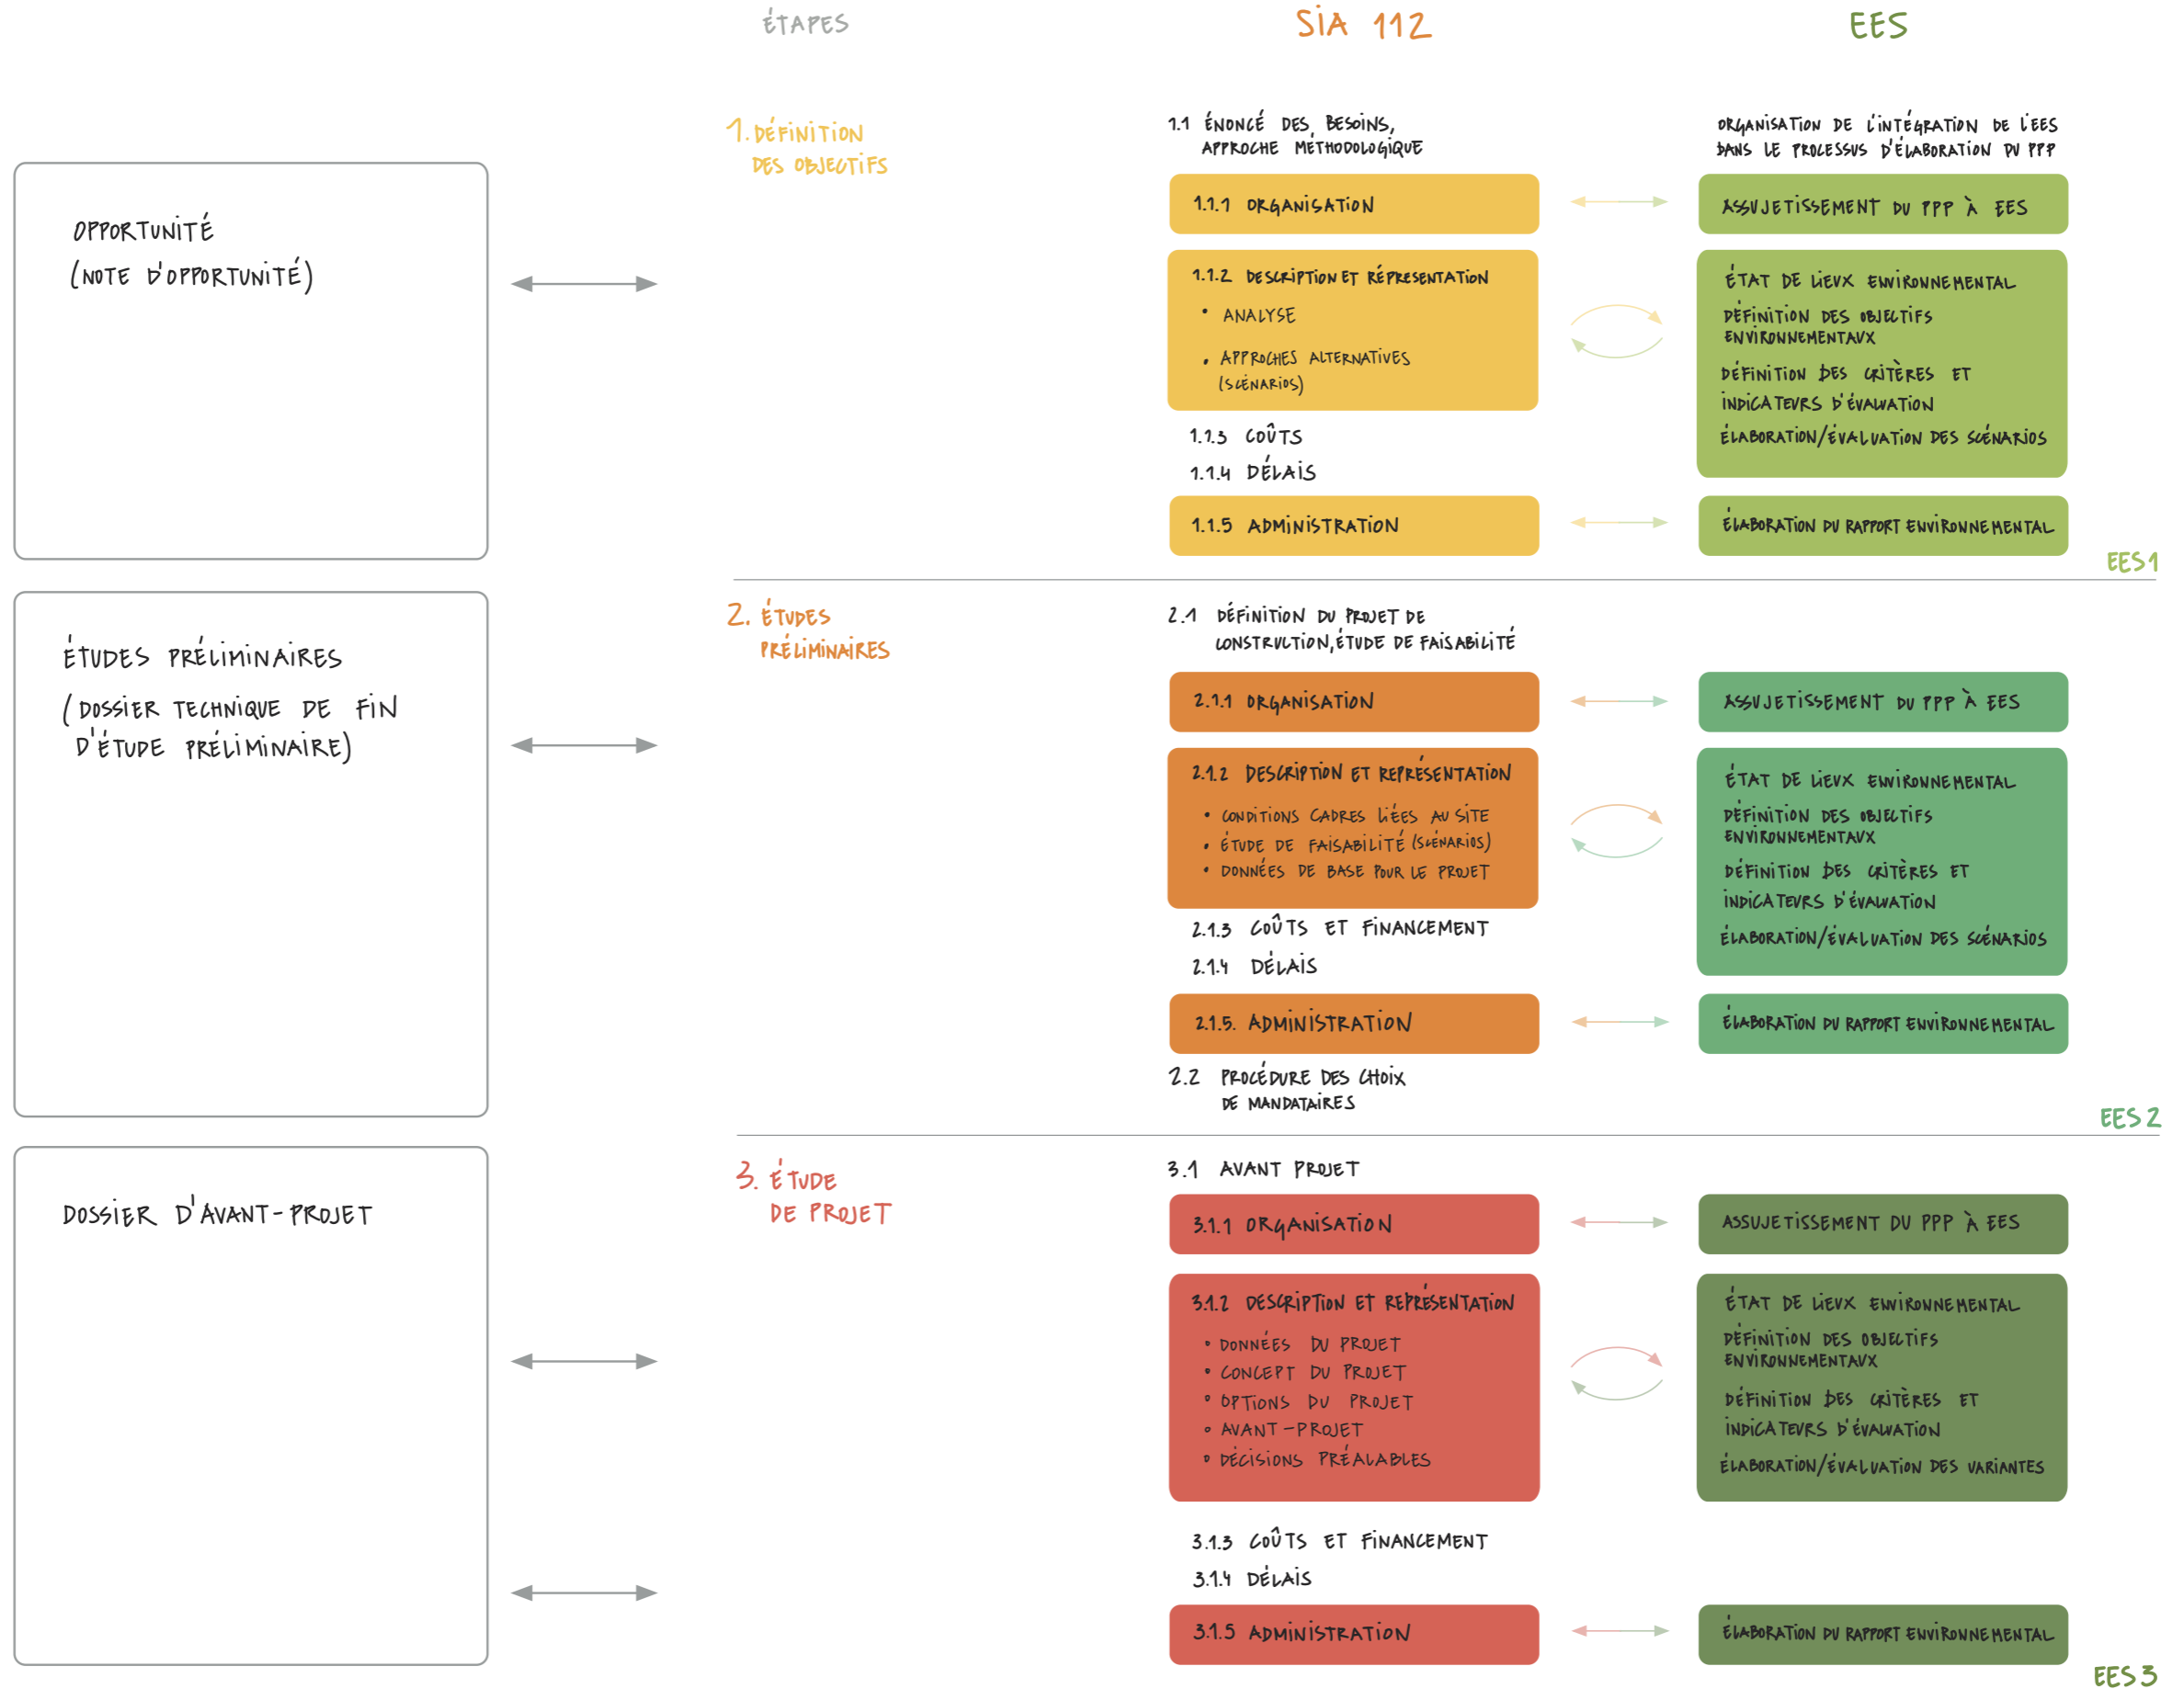 ÉTAPES
SIA 112
EES
OPPORTUNITÉ
(NOTE D'OPPORTUNITÉ)
1. DÉFINITION
DES OBJECTIFS
1.1 ÉNONCÉ DES BESOINS,
APPROCHE MÉTHODOLOGIQUE
ORGANISATION DE L'INTÉGRATION DE L'EES
DANS LE PROCESSUS D'ÉLABORATION DU PPP
1.1.1 ORGANISATION
ASSUJETISSEMENT DU PPP À EES
1.1.2 DESCRIPTION ET RÉPRESENTATION
• ANALYSE
• APPROCHES ALTERNATIVES
(SCÉNARIOS)
ÉTAT DE LIEUX ENVIRONNEMENTAL
DÉFINITION DES OBJECTIFS
ENVIRONNEMENTAUX
DÉFINITION DES CRITÈRES ET
INDICATEURS D'ÉVALUATION
ÉLABORATION/ÉVALUATION DES SCÉNARIOS
1.1.3 COÛTS
1.1.4 DÉLAIS
1.1.5 ADMINISTRATION
ÉLABORATION DU RAPPORT ENVIRONNEMENTAL
EES1
ÉTUDES PRÉLIMINAIRES
(DOSSIER TECHNIQUE DE FIN
D'ÉTUDE PRÉLIMINAIRE)
2. ÉTUDES
PRÉLIMINAIRES
2.1 DÉFINITION DU PROJET DE
CONSTRUCTION, ÉTUDE DE FAISABILITÉ
2.1.1 ORGANISATION
ASSUJETISSEMENT DU PPP À EES
2.1.2 DESCRIPTION ET REPRÉSENTATION
• CONDITIONS CADRES LIÉES AU SITE
• ÉTUDE DE FAISABILITÉ (SCÉNARIOS)
• DONNÉES DE BASE POUR LE PROJET
ÉTAT DE LIEUX ENVIRONNEMENTAL
DÉFINITION DES OBJECTIFS
ENVIRONNEMENTAUX
DÉFINITION DES CRITÈRES ET
INDICATEURS D'ÉVALUATION
ÉLABORATION/ÉVALUATION DES SCÉNARIOS
2.1.3 COÛTS ET FINANCEMENT
2.1.4 DÉLAIS
2.1.5. ADMINISTRATION
ÉLABORATION DU RAPPORT ENVIRONNEMENTAL
2.2 PROCÉDURE DES CHOIX
DE MANDATAIRES
EES 2
DOSSIER D'AVANT-PROJET
3. ÉTUDE
DE PROJET
3.1 AVANT PROJET
3.1.1 ORGANISATION
ASSUJETISSEMENT DU PPP À EES
3.1.2 DESCRIPTION ET REPRÉSENTATION
• DONNÉES DU PROJET
• CONCEPT DU PROJET
• OPTIONS DU PROJET
• AVANT-PROJET
• DÉCISIONS PRÉALABLES
ÉTAT DE LIEUX ENVIRONNEMENTAL
DÉFINITION DES OBJECTIFS
ENVIRONNEMENTAUX
DÉFINITION DES CRITÈRES ET
INDICATEURS D'ÉVALUATION
ÉLABORATION/ÉVALUATION DES VARIANTES
3.1.3 COÛTS ET FINANCEMENT
3.1.4 DÉLAIS
3.1.5 ADMINISTRATION
ÉLABORATION DU RAPPORT ENVIRONNEMENTAL
EES 3